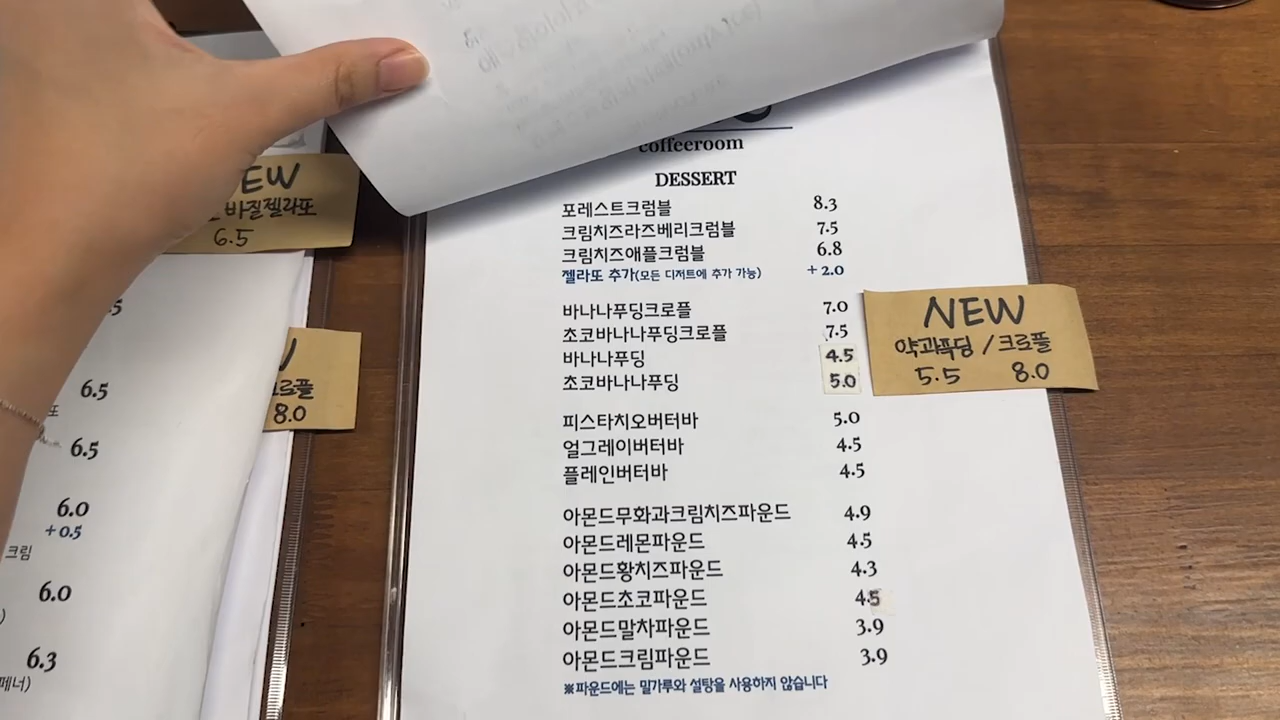 EW
바질젤라또
6.5
6.5
또
6.5
6.0
+0.5
크림
6.0
6.3
페너)
크로플
8.0
coffeeroom
DESSERT
포레스트크럼블 8.3
크림치즈라즈베리크럼블 7.5
크림치즈애플크럼블 6.8
젤라또 추가(모든 디저트에 추가 가능) +2.0
바나나푸딩크로플 7.0
초코바나나푸딩크로플 7.5
바나나푸딩 4.5
초코바나나푸딩 5.0
NEW
약과푸딩 / 크로플
5.5 8.0
피스타치오버터바 5.0
얼그레이버터바 4.5
플레인버터바 4.5
아몬드무화과크림치즈파운드 4.9
아몬드레몬파운드 4.5
아몬드황치즈파운드 4.3
아몬드초코파운드 4.5
아몬드말차파운드 3.9
아몬드크림파운드 3.9
※파운드에는 밀가루와 설탕을 사용하지 않습니다